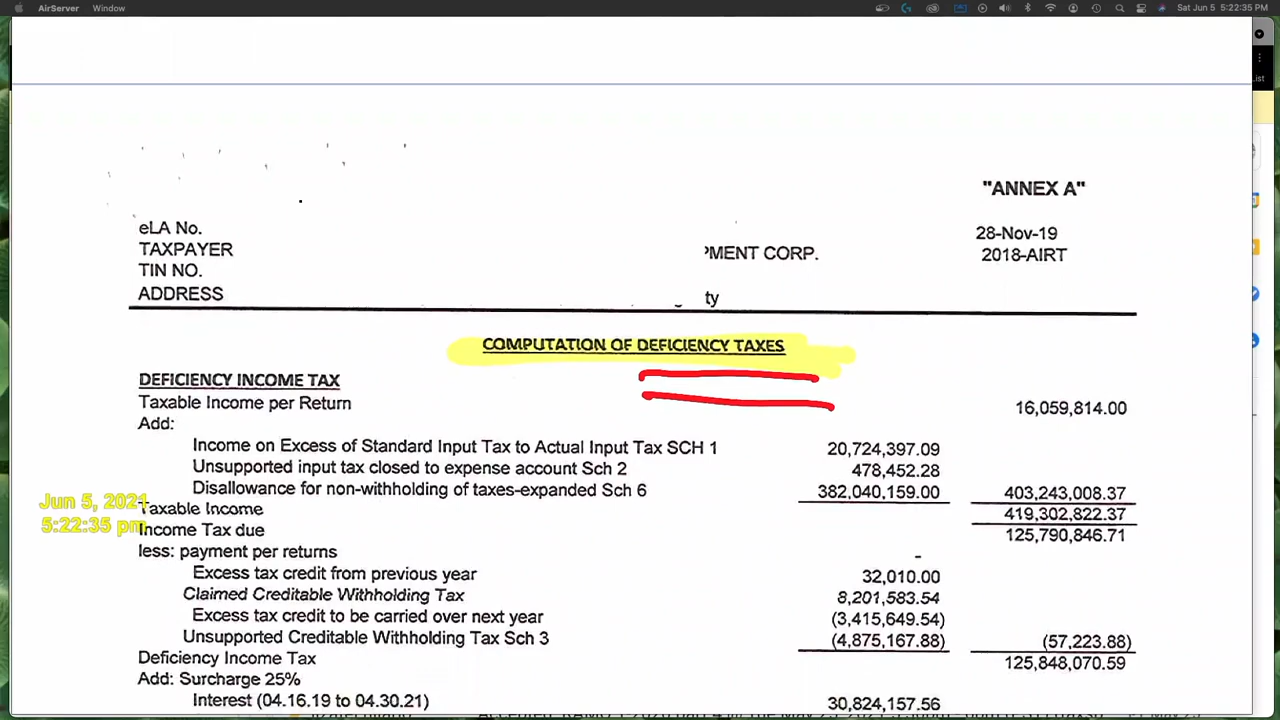 AirServer Window Sat Jun 5 5:22:35 PM
List
"ANNEX A"
eLA No. 28-Nov-19
TAXPAYER PMENT CORP. 2018-AIRT
TIN NO.
ADDRESS ty
COMPUTATION OF DEFICIENCY TAXES
DEFICIENCY INCOME TAX
Taxable Income per Return 16,059,814.00
Add:
Income on Excess of Standard Input Tax to Actual Input Tax SCH 1 20,724,397.09
Unsupported input tax closed to expense account Sch 2 478,452.28
Disallowance for non-withholding of taxes-expanded Sch 6 382,040,159.00 403,243,008.37
Jun 5, 2021
Taxable Income 419,302,822.37
5:22:35 pm
Income Tax due 125,790,846.71
less: payment per returns -
Excess tax credit from previous year 32,010.00
Claimed Creditable Withholding Tax 8,201,583.54
Excess tax credit to be carried over next year (3,415,649.54)
Unsupported Creditable Withholding Tax Sch 3 (4,875,167.88) (57,223.88)
Deficiency Income Tax 125,848,070.59
Add: Surcharge 25%
Interest (04.16.19 to 04.30.21) 30,824,157.56